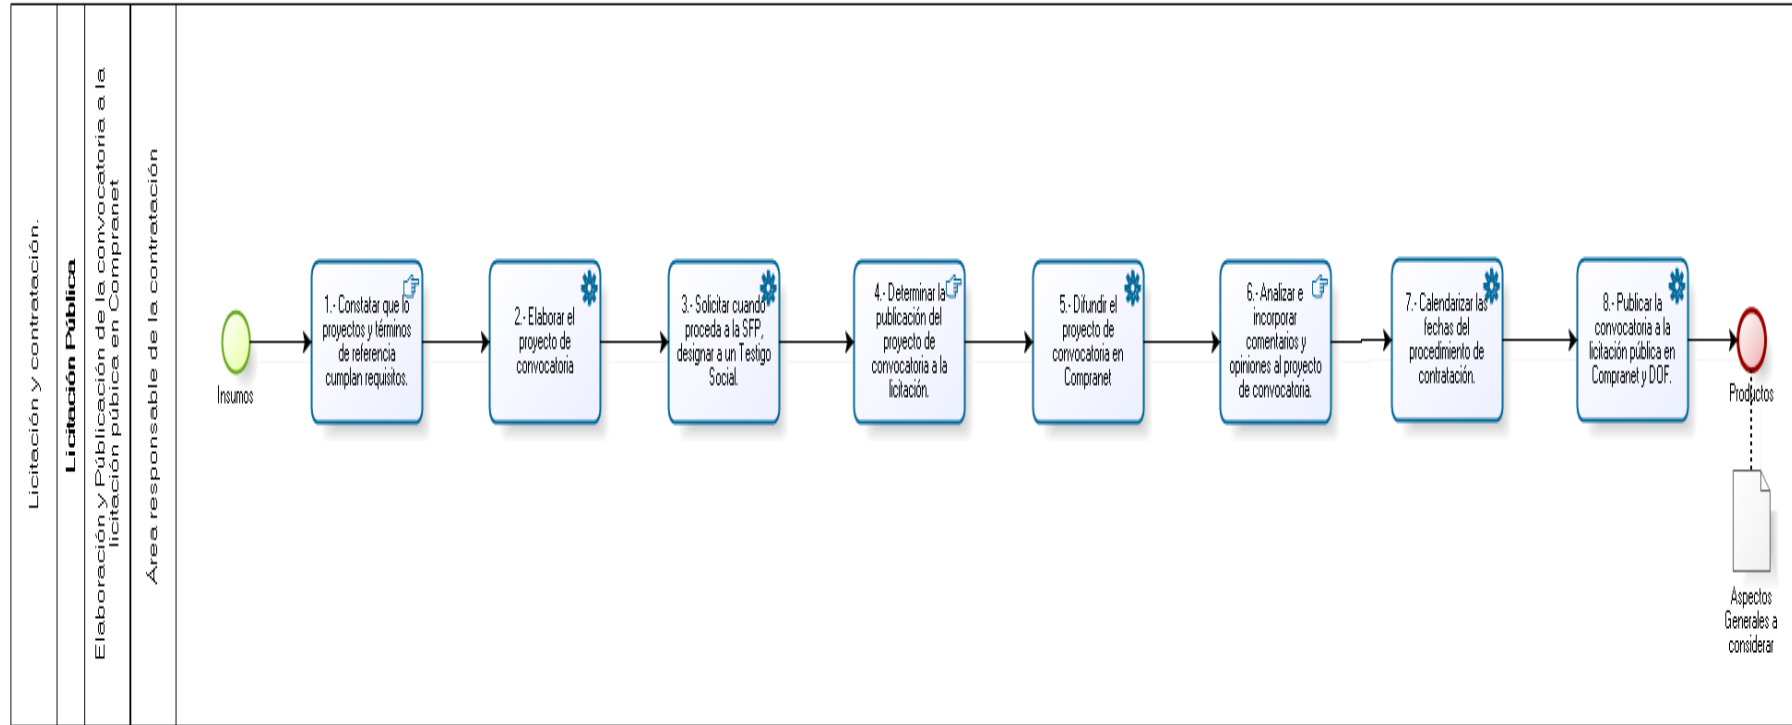 Licitación y contratación.
Licitación Pública
Elaboración y Públicación de la convocatoria a la
licitación pública en Compranet
Área responsable de la contratación
Insumos
1.- Constatar que lo
proyectos y términos
de referencia
cumplan requisitos.
2.- Elaborar el
proyecto de
convocatoria
3.- Solicitar cuando
proceda a la SFP,
designar a un Testigo
Social.
4.- Determinar la
publicación del
proyecto de
convocatoria a la
licitación.
5.- Difundir el
proyecto de
convocatoria en
Compranet
6.- Analizar e
incorporar
comentarios y
opiniones al proyecto
de convocatoria.
7.- Calendarizar las
fechas del
procedimiento de
contratación.
8.- Publicar la
convocatoria a la
licitación pública en
Compranet y DOF.
Productos
Aspectos
Generales a
considerar